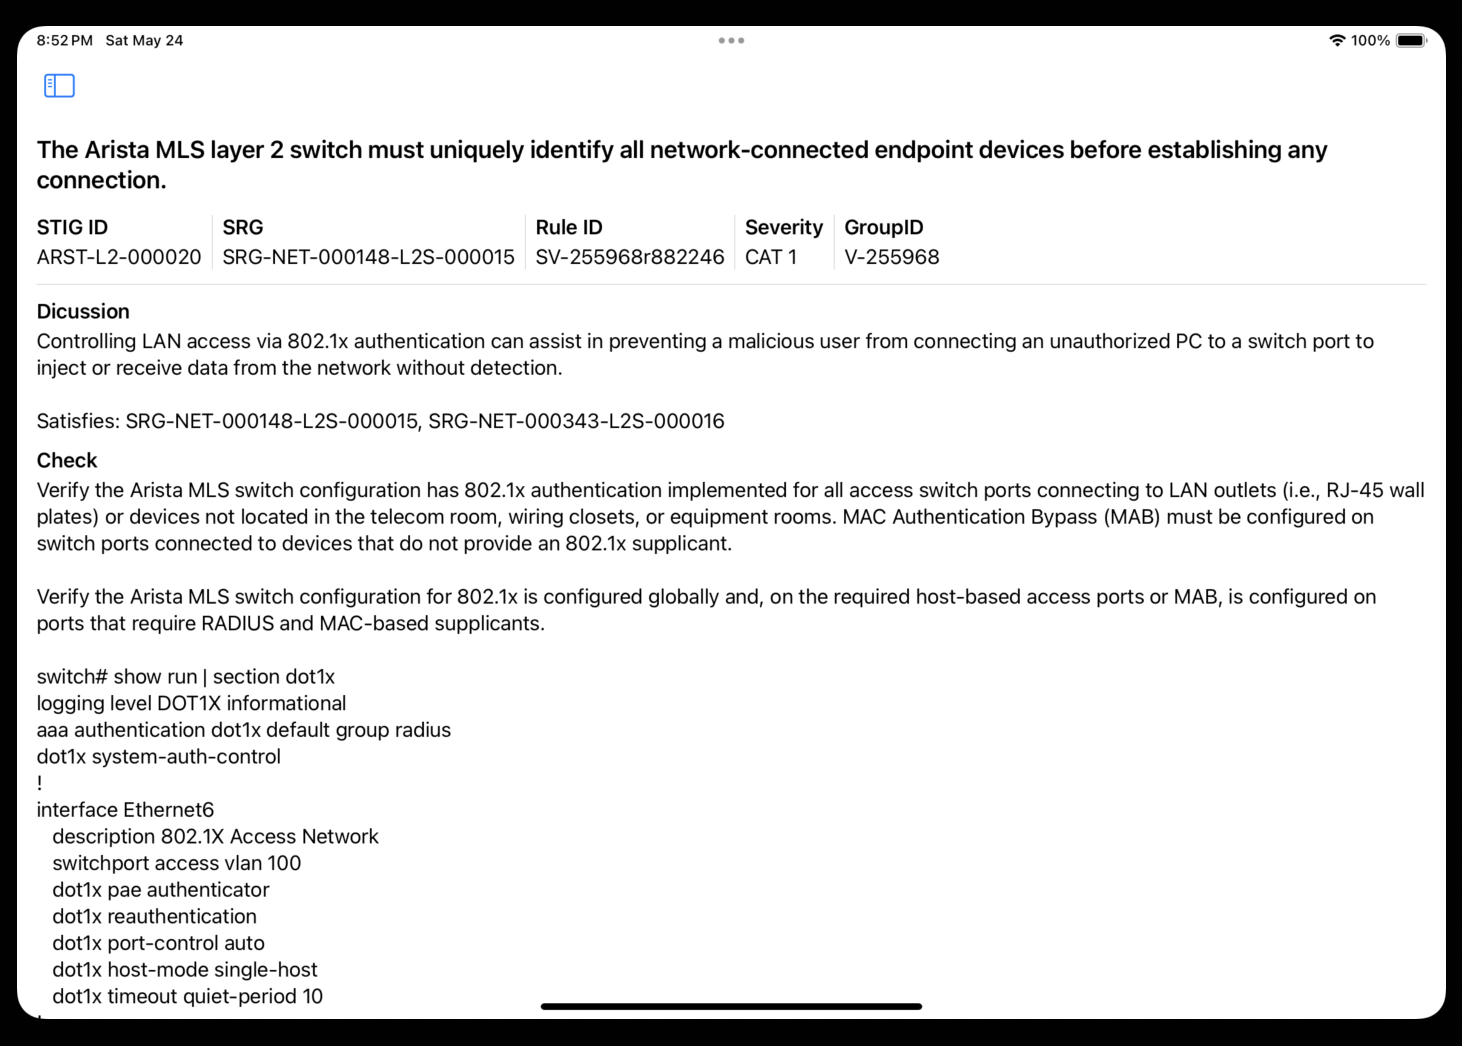 8:52 PM Sat May 24
100%
The Arista MLS layer 2 switch must uniquely identify all network-connected endpoint devices before establishing any
connection.
STIG ID SRG Rule ID Severity GroupID
ARST-L2-000020 SRG-NET-000148-L2S-000015 SV-255968r882246 CAT 1 V-255968
Dicussion
Controlling LAN access via 802.1x authentication can assist in preventing a malicious user from connecting an unauthorized PC to a switch port to
inject or receive data from the network without detection.
Satisfies: SRG-NET-000148-L2S-000015, SRG-NET-000343-L2S-000016
Check
Verify the Arista MLS switch configuration has 802.1x authentication implemented for all access switch ports connecting to LAN outlets (i.e., RJ-45 wall
plates) or devices not located in the telecom room, wiring closets, or equipment rooms. MAC Authentication Bypass (MAB) must be configured on
switch ports connected to devices that do not provide an 802.1x supplicant.
Verify the Arista MLS switch configuration for 802.1x is configured globally and, on the required host-based access ports or MAB, is configured on
ports that require RADIUS and MAC-based supplicants.
switch# show run | section dot1x
logging level DOT1X informational
aaa authentication dot1x default group radius
dot1x system-auth-control
!
interface Ethernet6
description 802.1X Access Network
switchport access vlan 100
dot1x pae authenticator
dot1x reauthentication
dot1x port-control auto
dot1x host-mode single-host
dot1x timeout quiet-period 10